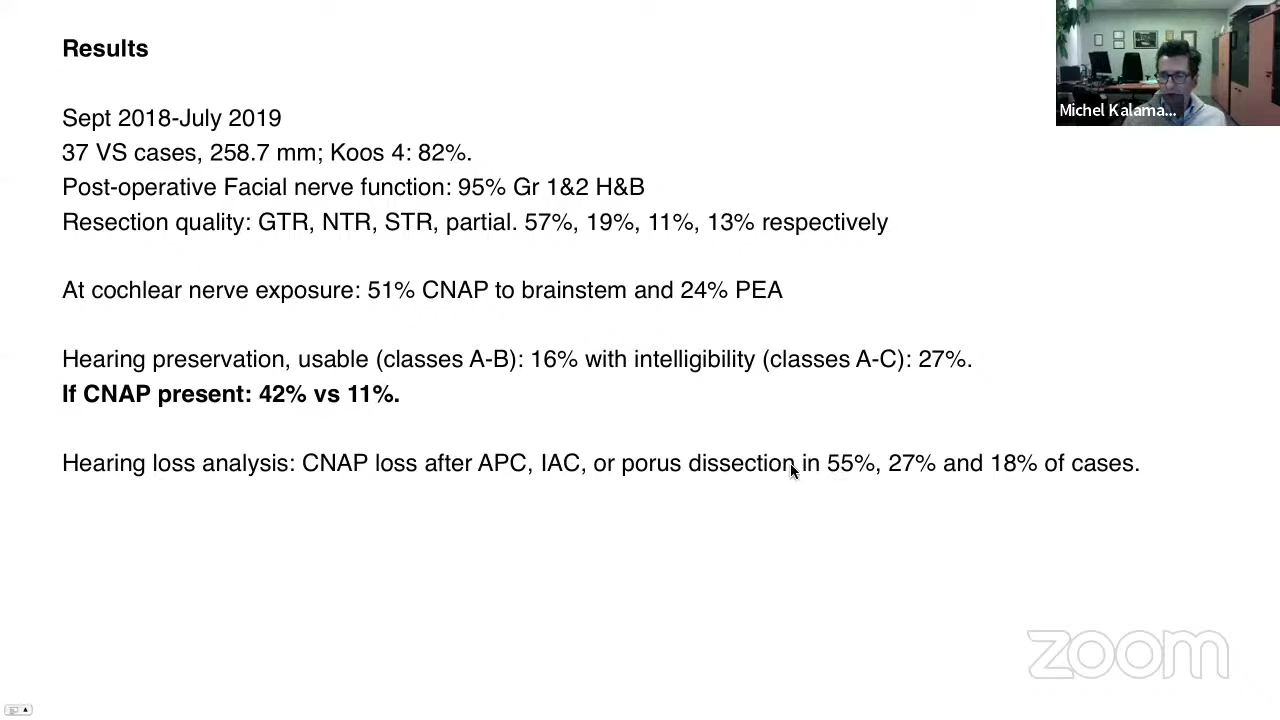 Results
Michel Kalama...
Sept 2018-July 2019
37 VS cases, 258.7 mm; Koos 4: 82%.
Post-operative Facial nerve function: 95% Gr 1&2 H&B
Resection quality: GTR, NTR, STR, partial. 57%, 19%, 11%, 13% respectively
At cochlear nerve exposure: 51% CNAP to brainstem and 24% PEA
Hearing preservation, usable (classes A-B): 16% with intelligibility (classes A-C): 27%.
If CNAP present: 42% vs 11%.
Hearing loss analysis: CNAP loss after APC, IAC, or porus dissection in 55%, 27% and 18% of cases.
zoom